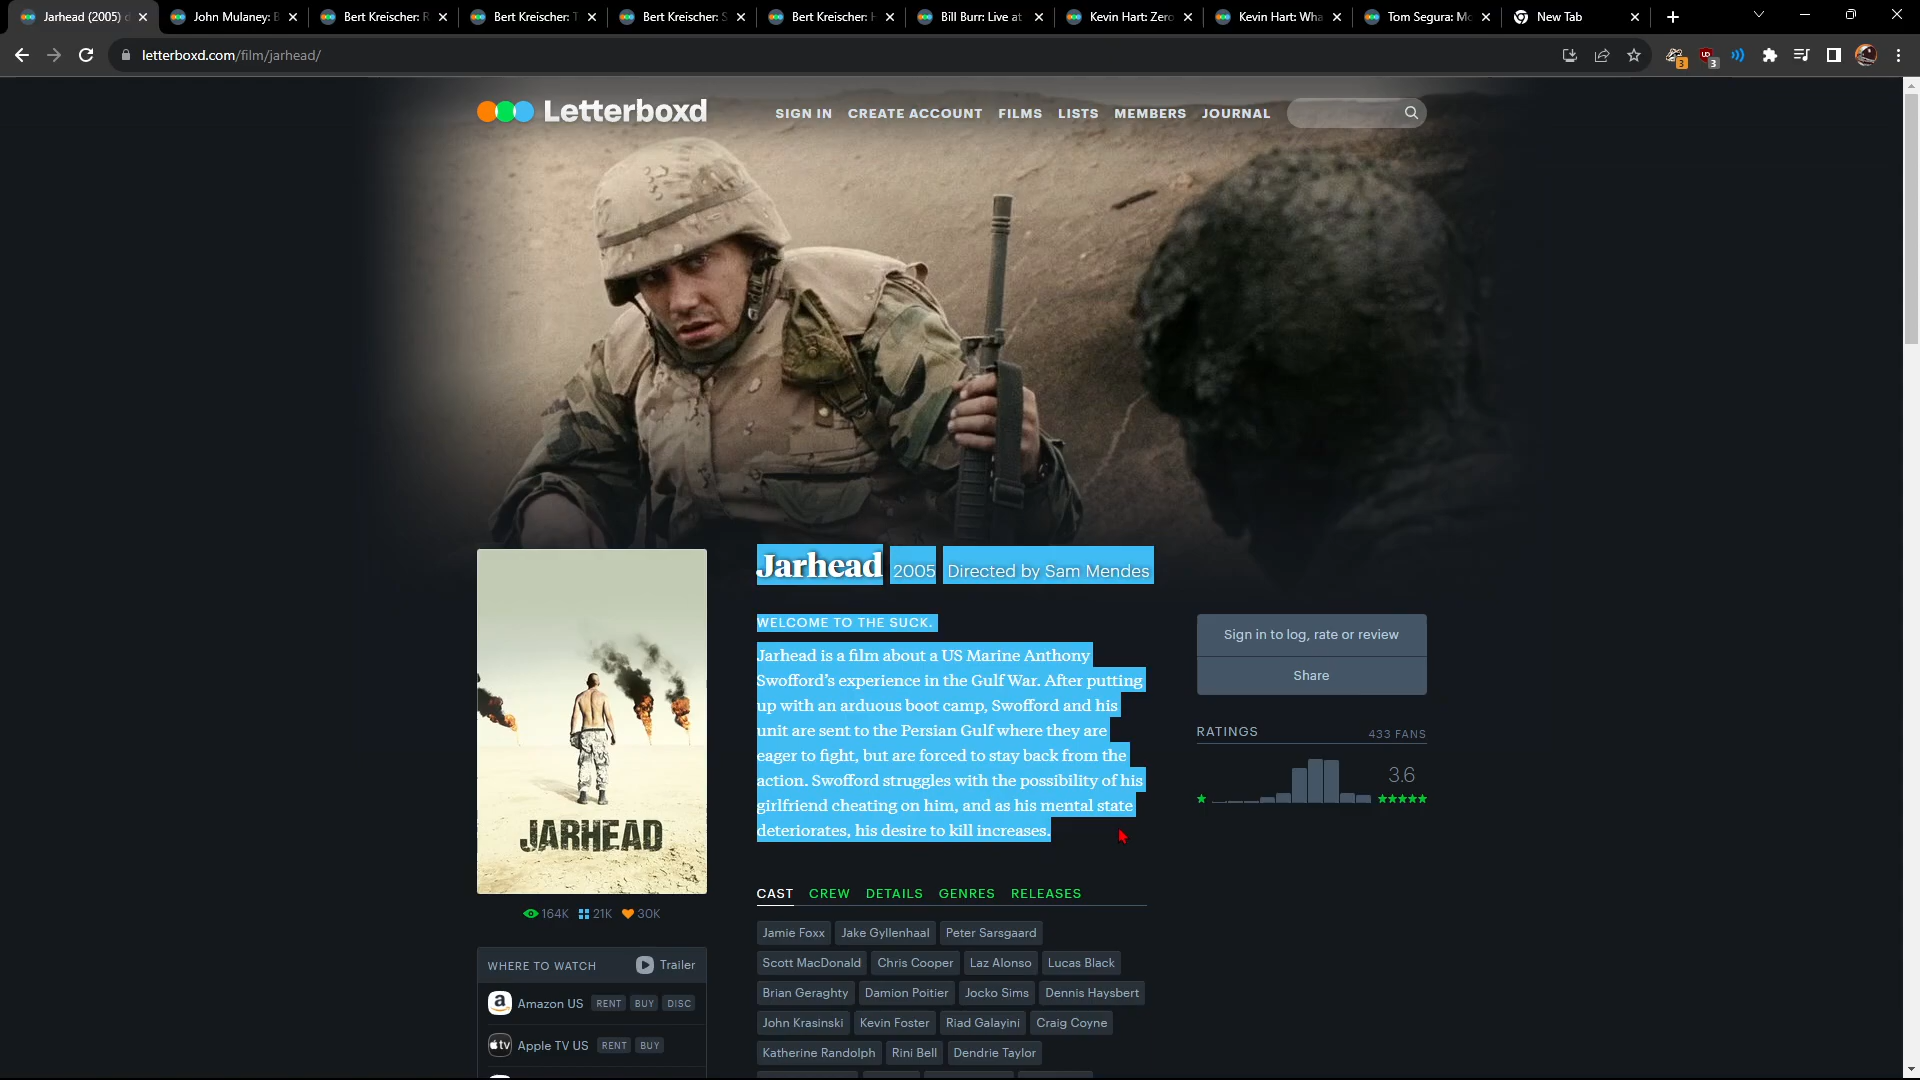 Jarhead (2005) d
John Mulaney: B
Bert Kreischer: R
Bert Kreischer: T
Bert Kreischer: S
Bert Kreischer: H
Bill Burr: Live at
Kevin Hart: Zero
Kevin Hart: Wha
Tom Segura: Mo
New Tab
letterboxd.com/film/jarhead/
3
3
Letterboxd
SIGN IN CREATE ACCOUNT FILMS LISTS MEMBERS JOURNAL
Jarhead 2005 Directed by Sam Mendes
WELCOME TO THE SUCK.
Jarhead is a film about a US Marine Anthony
Swofford’s experience in the Gulf War. After putting
up with an arduous boot camp, Swofford and his
unit are sent to the Persian Gulf where they are
eager to fight, but are forced to stay back from the
action. Swofford struggles with the possibility of his
girlfriend cheating on him, and as his mental state
deteriorates, his desire to kill increases.
Sign in to log, rate or review
Share
RATINGS 433 FANS
3.6
JARHEAD
164K 21K 30K
WHERE TO WATCH Trailer
Amazon US RENT BUY DISC
Apple TV US RENT BUY
CAST CREW DETAILS GENRES RELEASES
Jamie Foxx Jake Gyllenhaal Peter Sarsgaard
Scott MacDonald Chris Cooper Laz Alonso Lucas Black
Brian Geraghty Damion Poitier Jocko Sims Dennis Haysbert
John Krasinski Kevin Foster Riad Galayini Craig Coyne
Katherine Randolph Rini Bell Dendrie Taylor